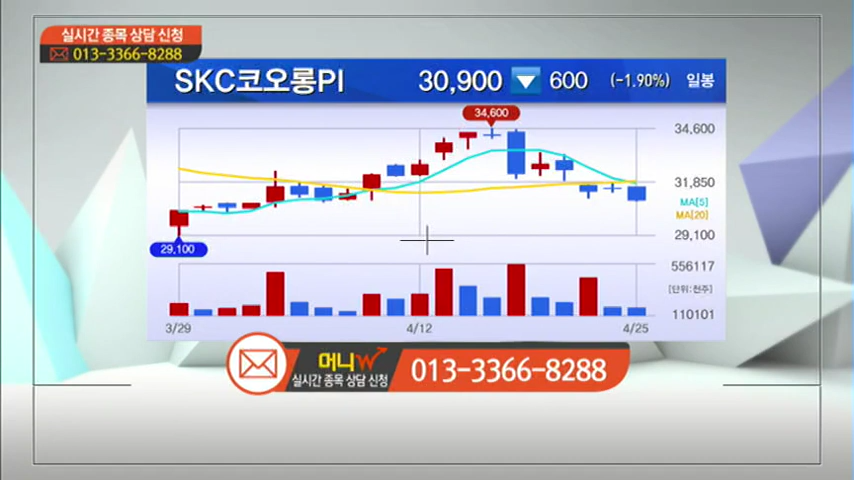 실시간 종목 상담 신청
013-3366-8288
SKC코오롱PI 30,900 ▼ 600 (-1.90%) 일봉
34,600
34,600
31,850
MA[5]
MA[20]
29,100
29,100
556117
[단위:천주]
110101
3/29 4/12 4/25
머니W
실시간 종목 상담 신청
013-3366-8288